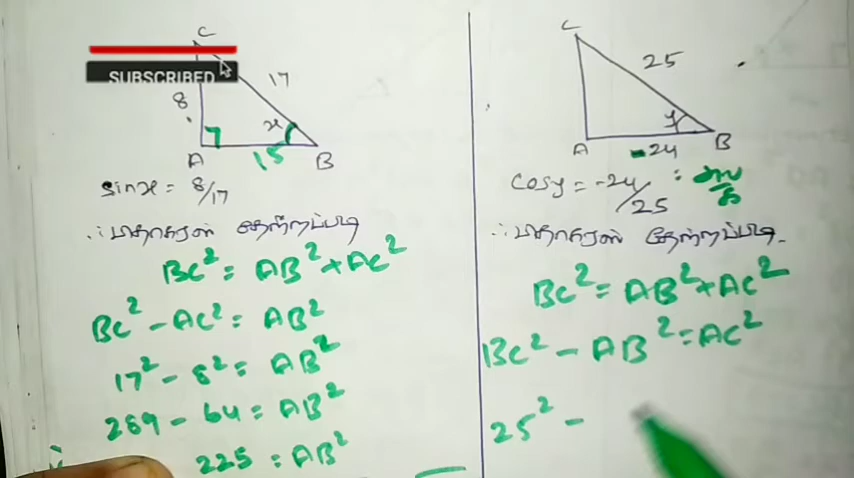 C
SUBSCRIBED
17
8
x
A
15
B
sinx = 8/17
∴ பிதாகரஸ் தேற்றப்படி
BC² = AB² + AC²
BC² - AC² = AB²
17² - 8² = AB²
289 - 64 = AB²
225 = AB²
C
25
y
A
-24
B
cosy = -24/25 =
∴ பிதாகரஸ் தேற்றப்படி.
BC² = AB² + AC²
BC² - AB² = AC²
25² -